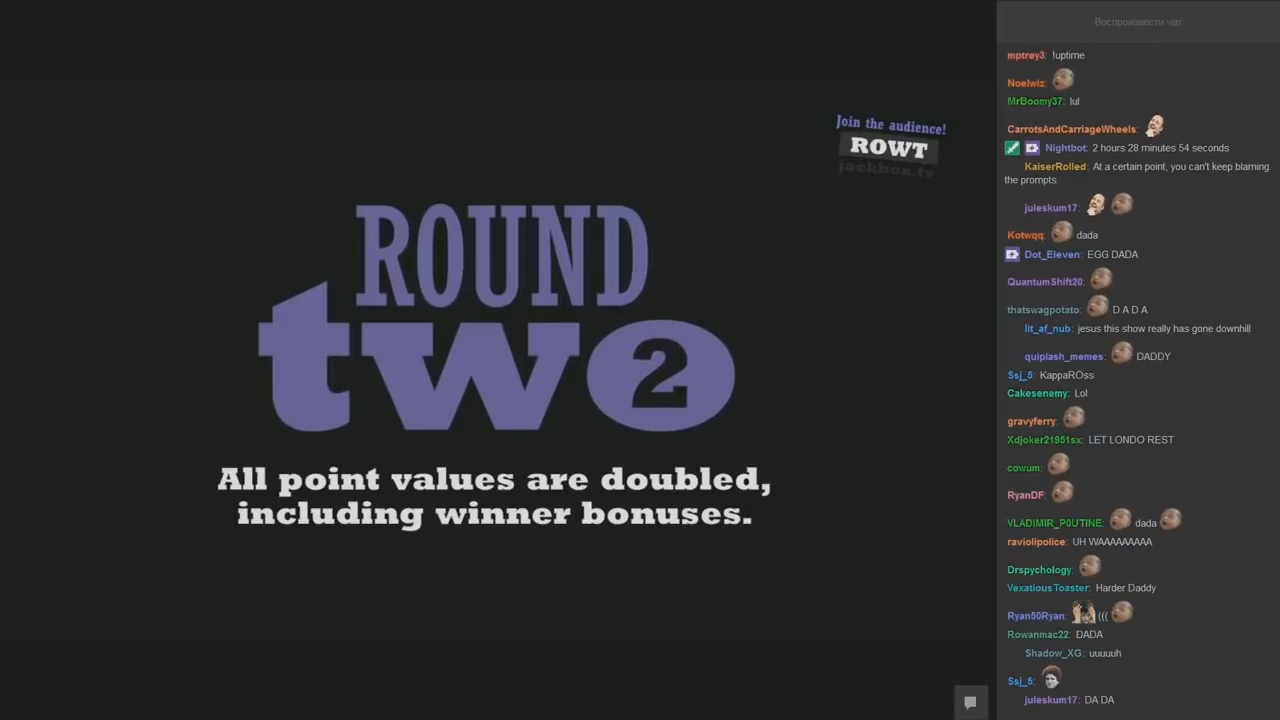 Join the audience!
ROWT
jackbox.tv
ROUND
two
2
All point values are doubled,
including winner bonuses.
Воспроизвести чат
mptrey3: !uptime
Noelwiz:
MrBoomy37: lul
CarrotsAndCarriageWheels:
Nightbot: 2 hours 28 minutes 54 seconds
KaiserRolled: At a certain point, you can't keep blaming
the prompts
juleskum17:
Kotwqq: dada
Dot_Eleven: EGG DADA
QuantumShift20:
thatswagpotato: D A D A
lit_af_nub: jesus this show really has gone downhill
quiplash_memes: DADDY
Ssj_5: KappaROss
Cakesenemy: Lol
gravyferry:
Xdjoker21951sx: LET LONDO REST
cowum:
RyanDF:
VLADIMIR_P0UTINE: dada
raviolipolice: UH WAAAAAAAAA
Drspychology:
VexatiousToaster: Harder Daddy
Ryan50Ryan: (((
Rowanmac22: DADA
Shadow_XG: uuuuuh
Ssj_5:
juleskum17: DA DA